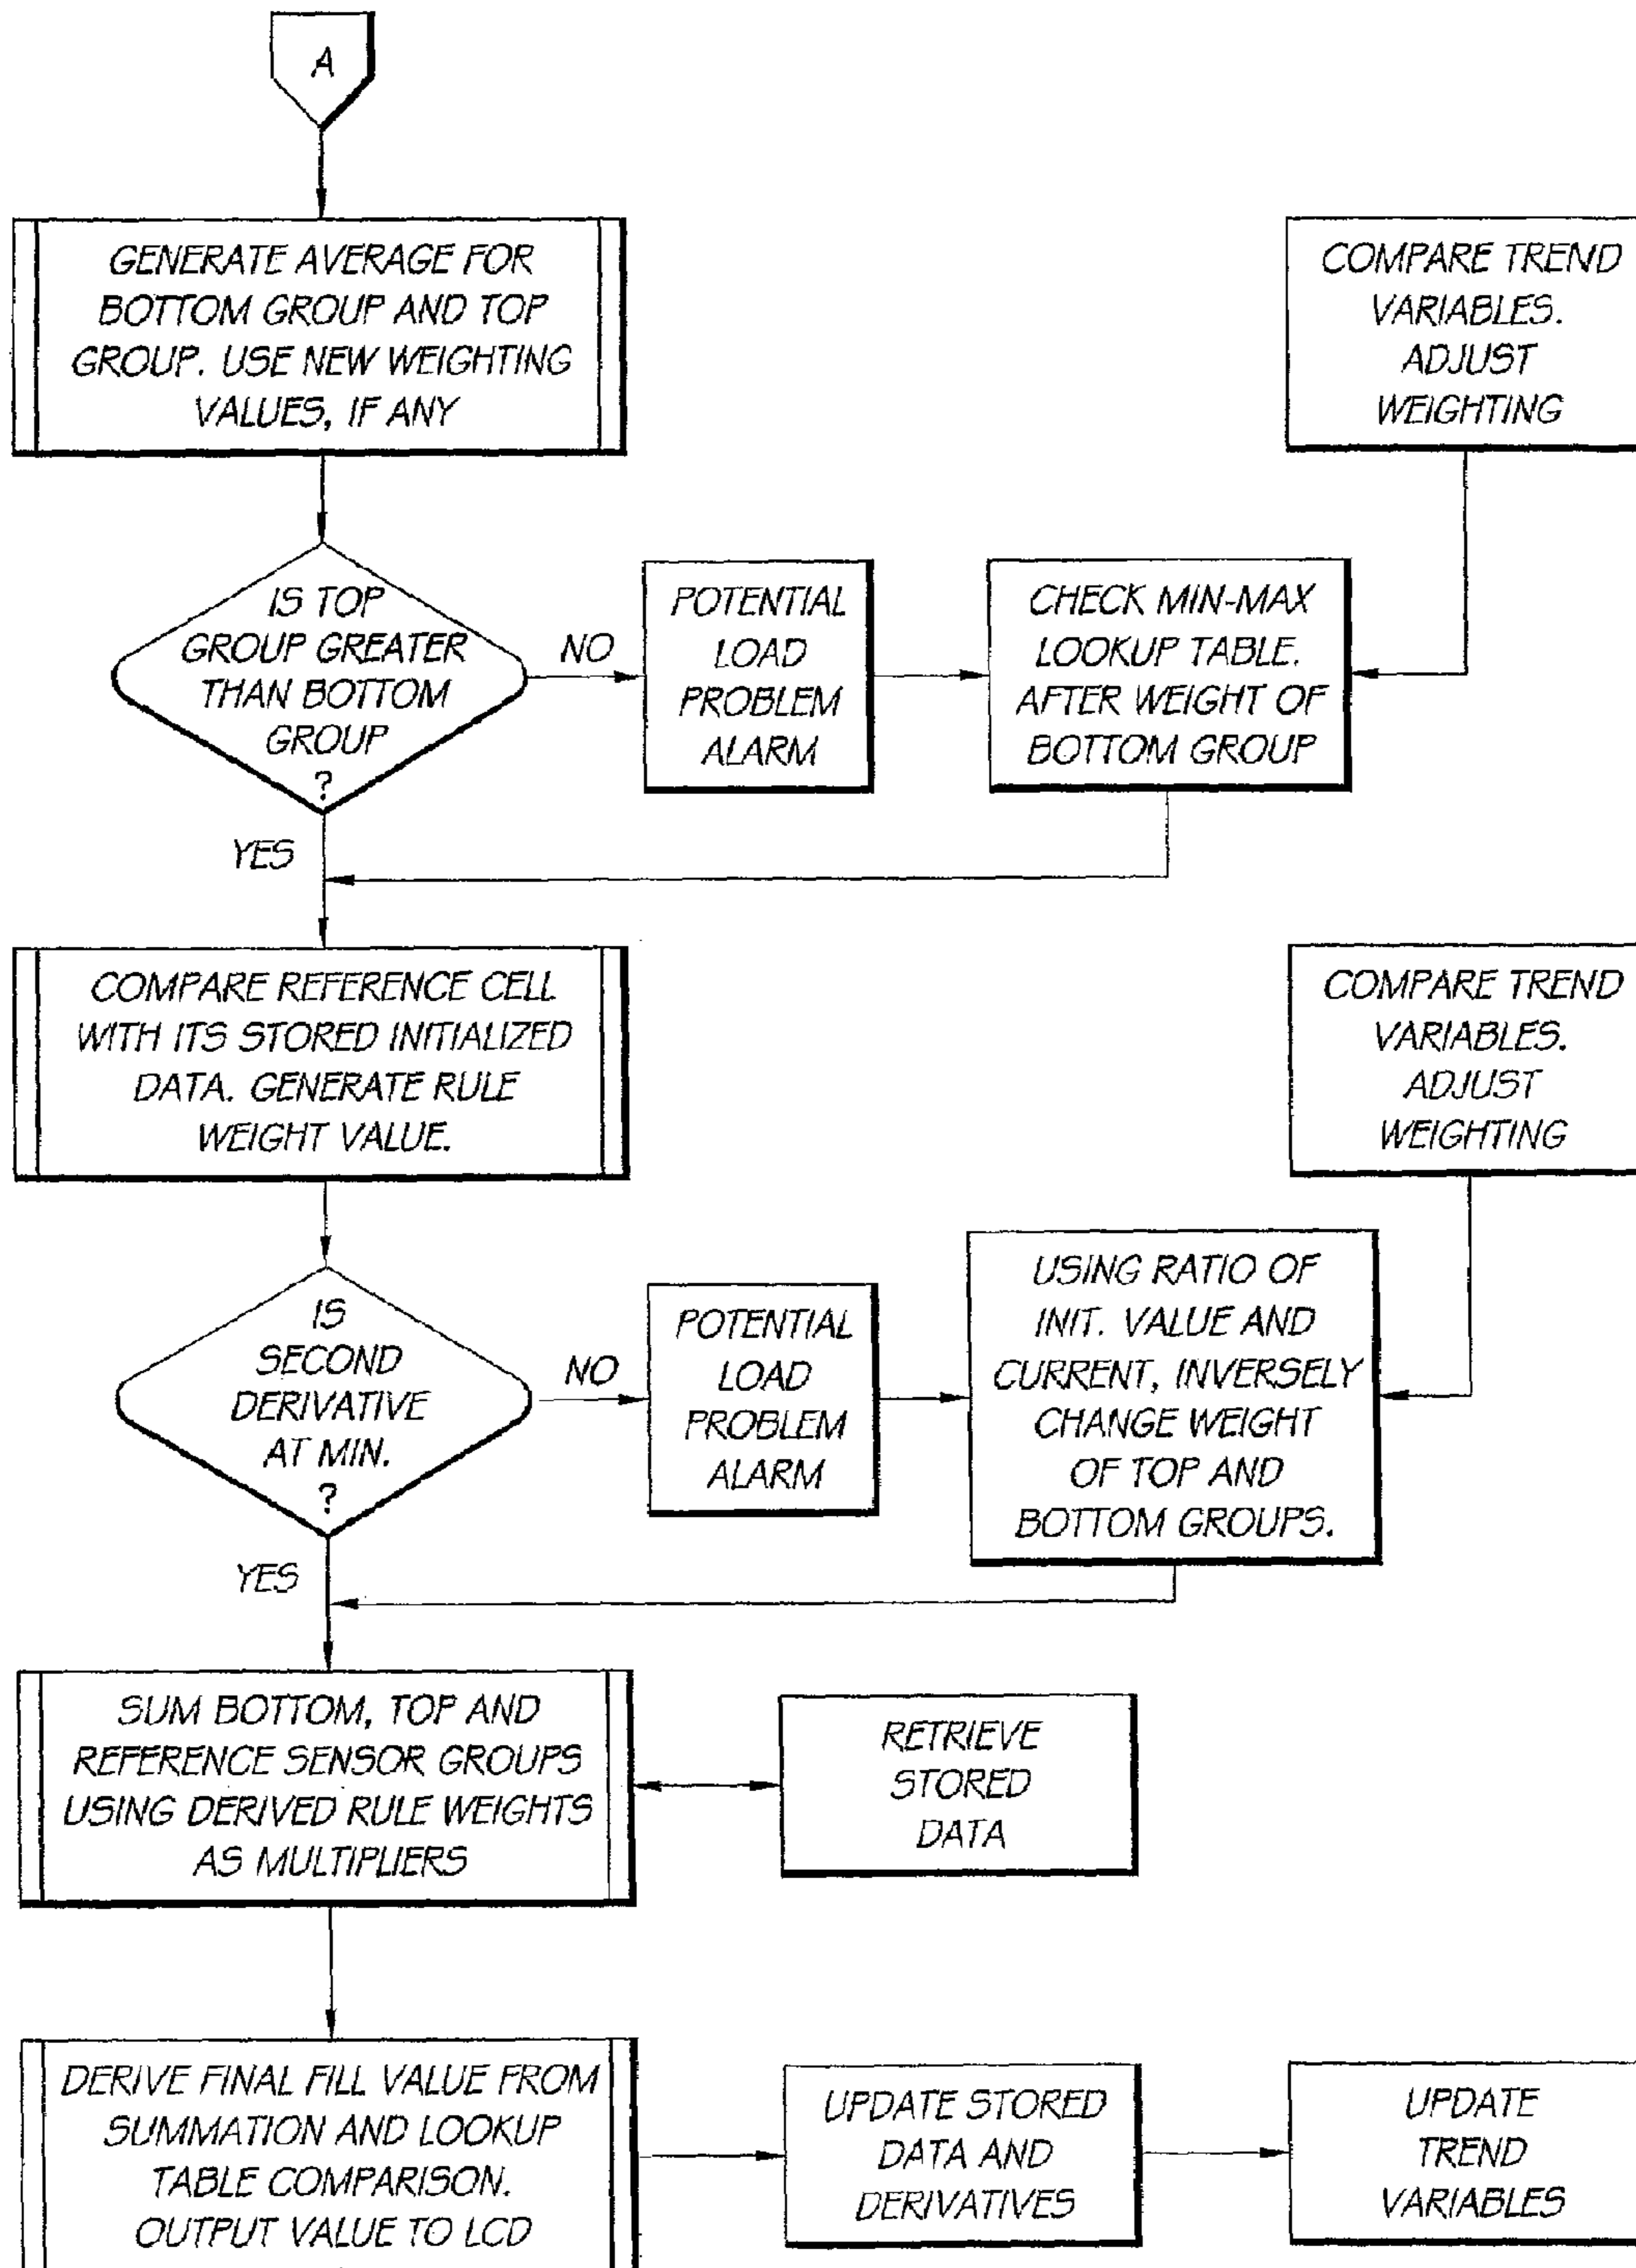 A
GENERATE AVERAGE FOR
BOTTOM GROUP AND TOP
GROUP. USE NEW WEIGHTING
VALUES, IF ANY
COMPARE TREND
VARIABLES.
ADJUST
WEIGHTING
IS TOP
GROUP GREATER
THAN BOTTOM
GROUP
?
NO
POTENTIAL
LOAD
PROBLEM
ALARM
CHECK MIN-MAX
LOOKUP TABLE.
AFTER WEIGHT OF
BOTTOM GROUP
YES
COMPARE REFERENCE CELL
WITH ITS STORED INITIALIZED
DATA. GENERATE RULE
WEIGHT VALUE.
COMPARE TREND
VARIABLES.
ADJUST
WEIGHTING
IS
SECOND
DERIVATIVE
AT MIN.
?
NO
POTENTIAL
LOAD
PROBLEM
ALARM
USING RATIO OF
INIT. VALUE AND
CURRENT, INVERSELY
CHANGE WEIGHT
OF TOP AND
BOTTOM GROUPS.
YES
SUM BOTTOM, TOP AND
REFERENCE SENSOR GROUPS
USING DERIVED RULE WEIGHTS
AS MULTIPLIERS
RETRIEVE
STORED
DATA
DERIVE FINAL FILL VALUE FROM
SUMMATION AND LOOKUP
TABLE COMPARISON.
OUTPUT VALUE TO LCD
UPDATE STORED
DATA AND
DERIVATIVES
UPDATE
TREND
VARIABLES